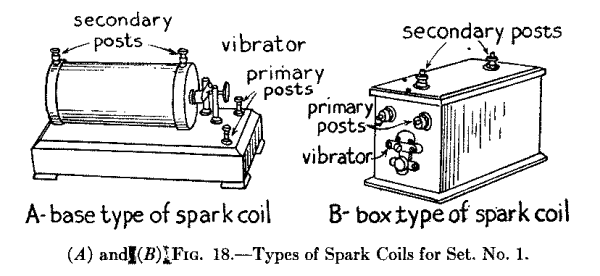 secondary
posts
vibrator
primary
posts
secondary posts
primary
posts
vibrator
A-base type of spark coil
B-box type of spark coil
(A) and (B) FIG. 18.—Types of Spark Coils for Set. No. 1.